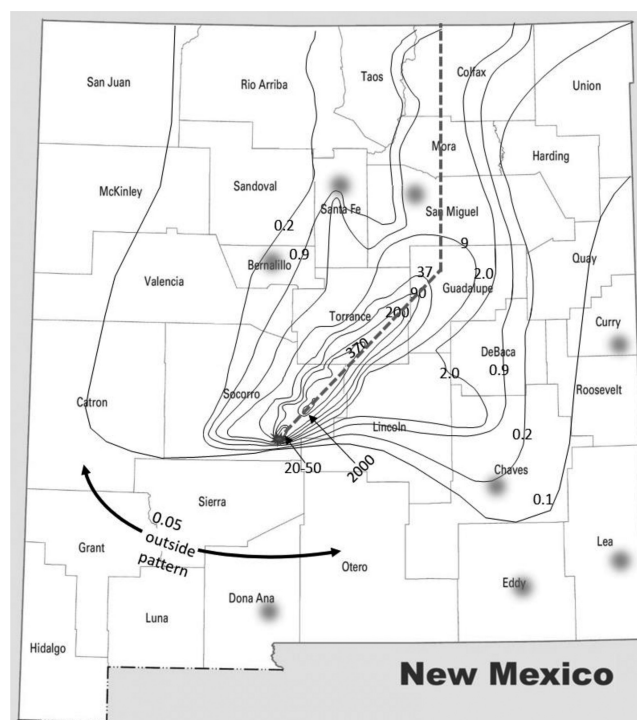 San Juan
Rio Arriba
Taos
Colfax
Union
Mora
Harding
McKinley
Sandoval
Santa Fe
San Miguel
0.2
0.9
9
Bernalillo
Quay
37
2.0
Valencia
90
Guadalupe
Torrance
200
Curry
370
DeBaca
2.0
0.9
Socorro
Roosevelt
Catron
Lincoln
0.2
20-50
2000
Chaves
0.1
Sierra
0.05
outside
pattern
Grant
Lea
Otero
Eddy
Dona Ana
Luna
Hidalgo
New Mexico